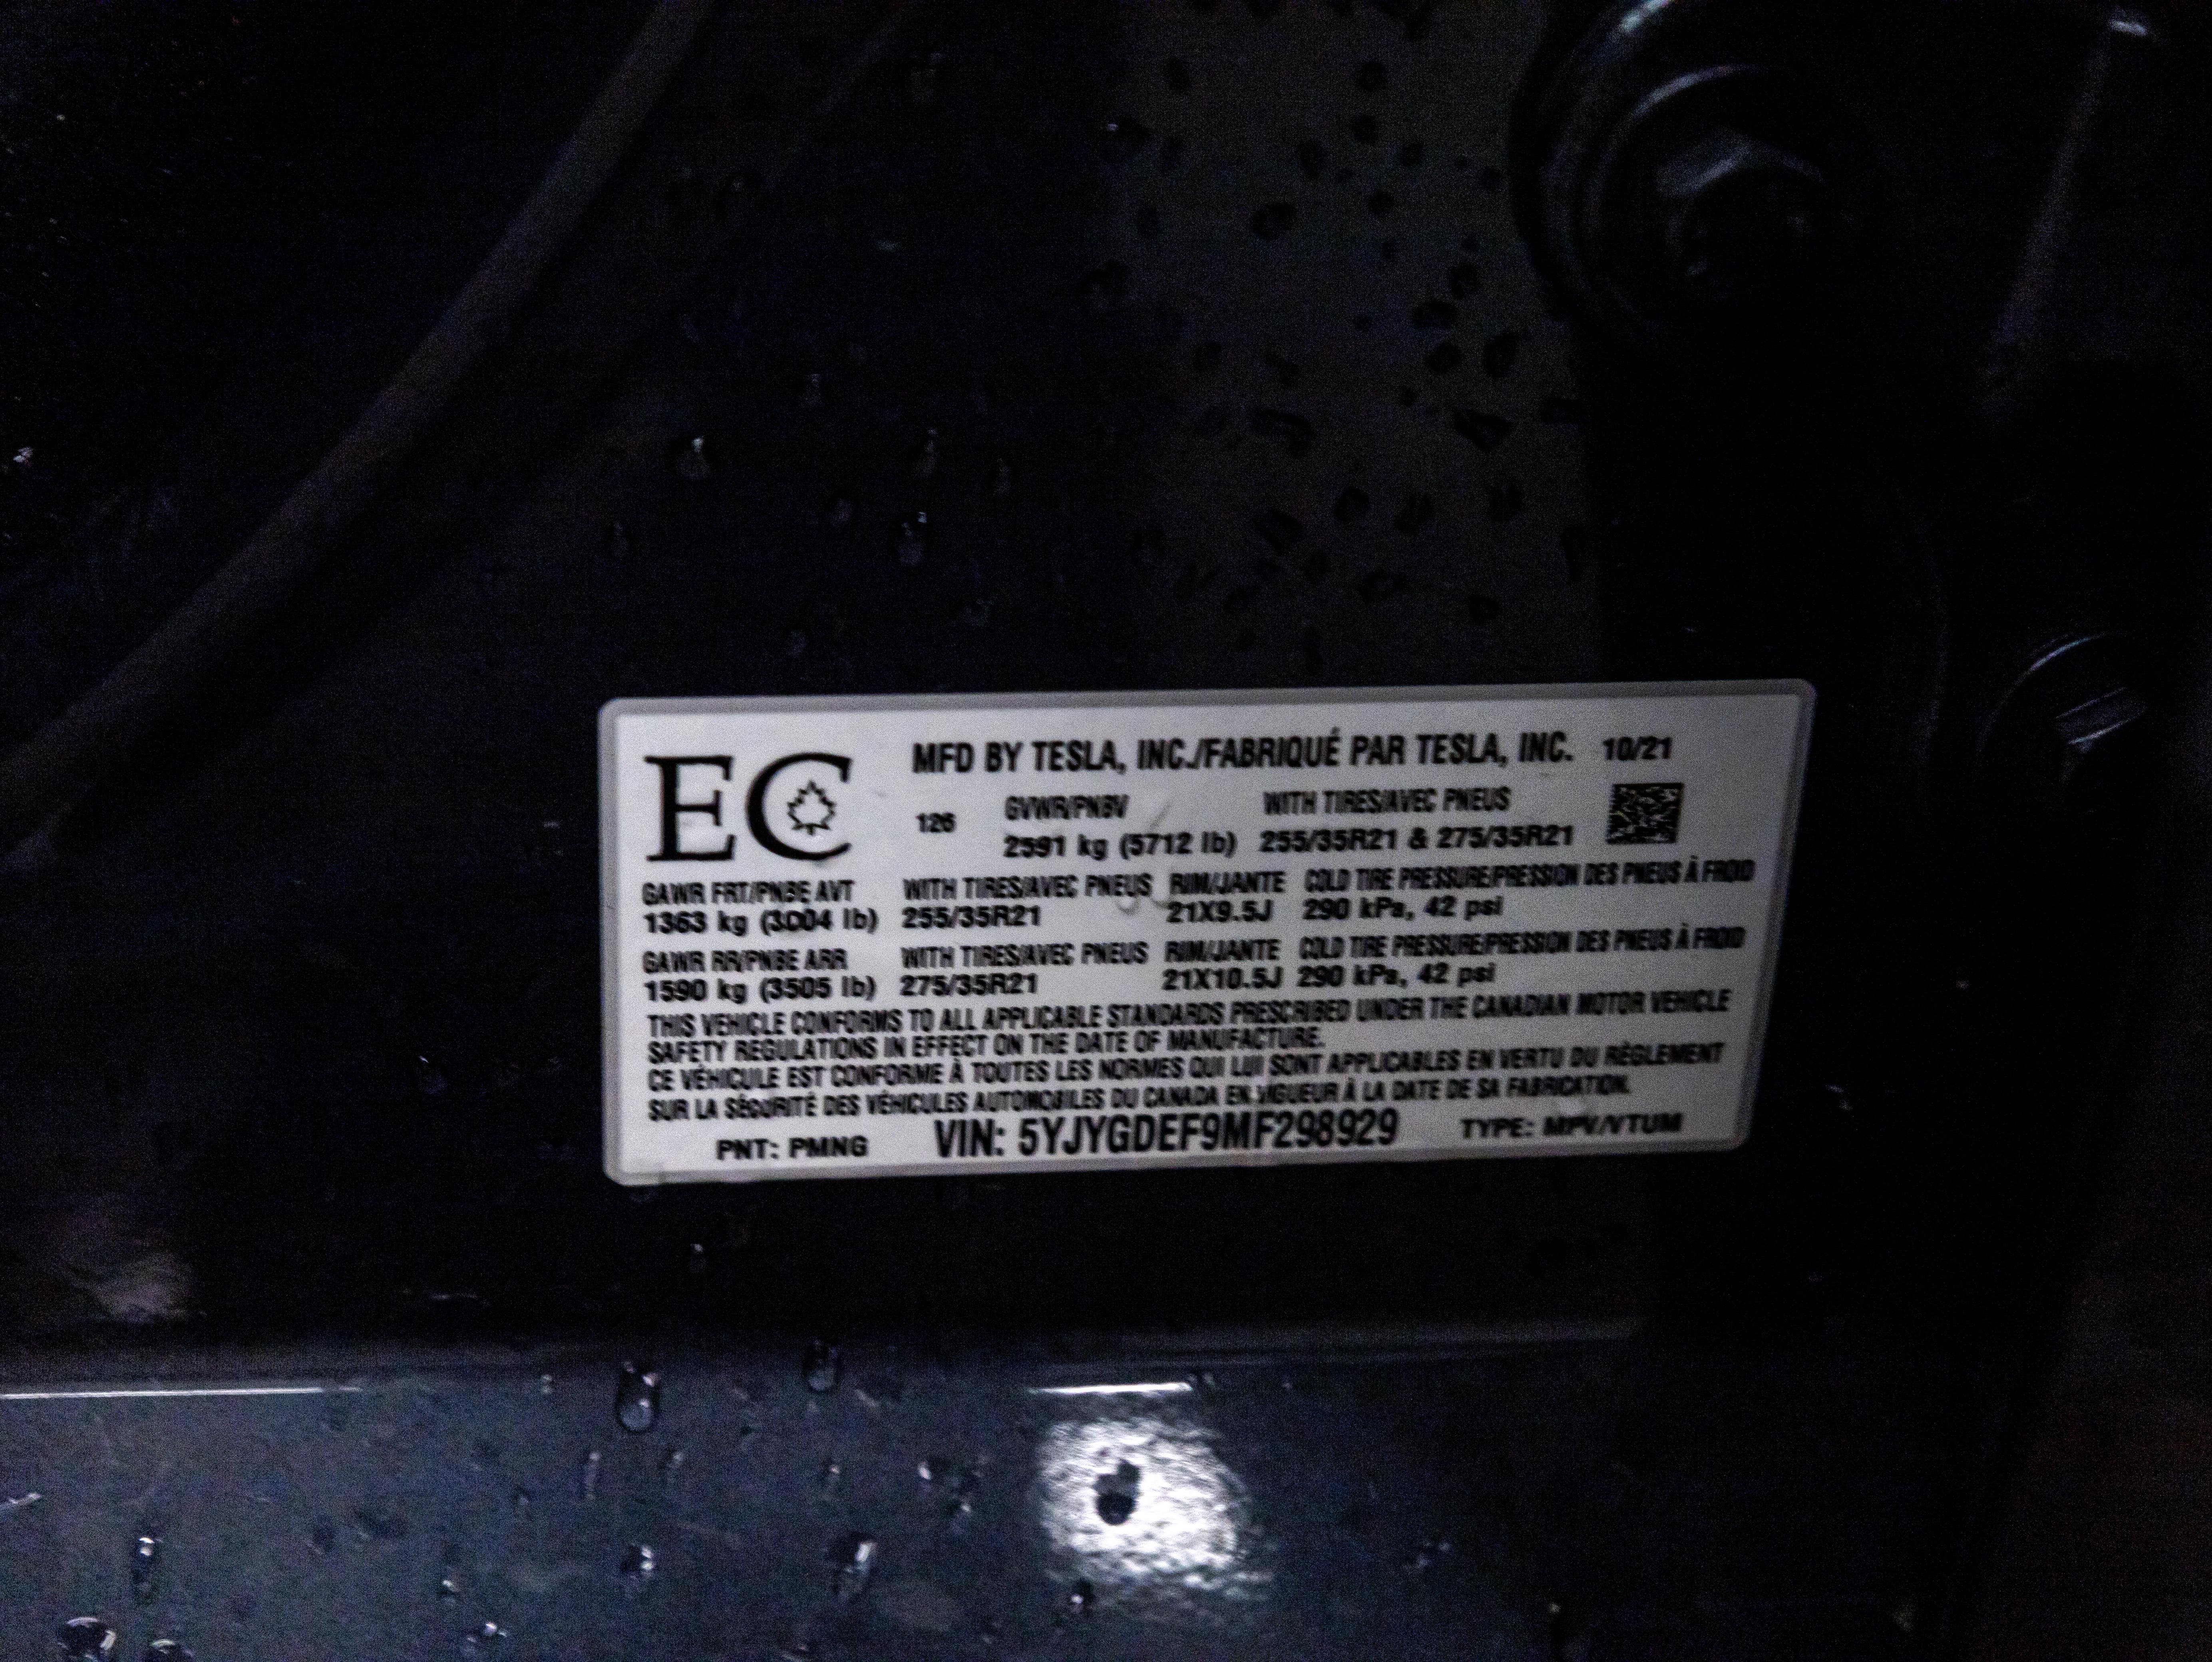 EC MFD BY TESLA, INC./FABRIQUÉ PAR TESLA, INC. 10/21
126 GVWR/PNBV WITH TIRES/AVEC PNEUS
2591 kg (5712 lb) 255/35R21 & 275/35R21
GAWR FRT/PNBE AVT WITH TIRES/AVEC PNEUS RIM/JANTE COLD TIRE PRESSURE/PRESSION DES PNEUS À FROID
1363 kg (3004 lb) 255/35R21 21X9.5J 290 kPa, 42 psi
GAWR RR/PNBE ARR WITH TIRES/AVEC PNEUS RIM/JANTE COLD TIRE PRESSURE/PRESSION DES PNEUS À FROID
1590 kg (3505 lb) 275/35R21 21X10.5J 290 kPa, 42 psi
THIS VEHICLE CONFORMS TO ALL APPLICABLE STANDARDS PRESCRIBED UNDER THE CANADIAN MOTOR VEHICLE
SAFETY REGULATIONS IN EFFECT ON THE DATE OF MANUFACTURE.
CE VÉHICULE EST CONFORME À TOUTES LES NORMES QUI LUI SONT APPLICABLES EN VERTU DU RÈGLEMENT
SUR LA SÉCURITÉ DES VÉHICULES AUTOMOBILES DU CANADA EN VIGUEUR À LA DATE DE SA FABRICATION.
PNT: PMNG VIN: 5YJYGDEF9MF298929 TYPE: MPV/VTUM